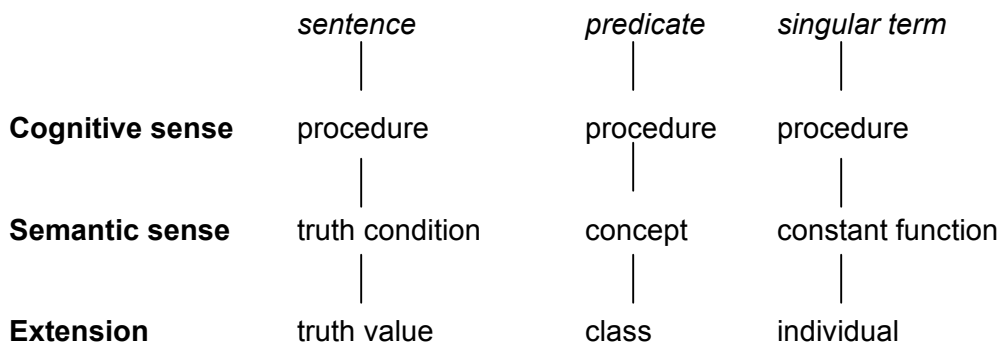 sentence predicate singular term
Cognitive sense procedure procedure procedure
Semantic sense truth condition concept constant function
Extension truth value class individual